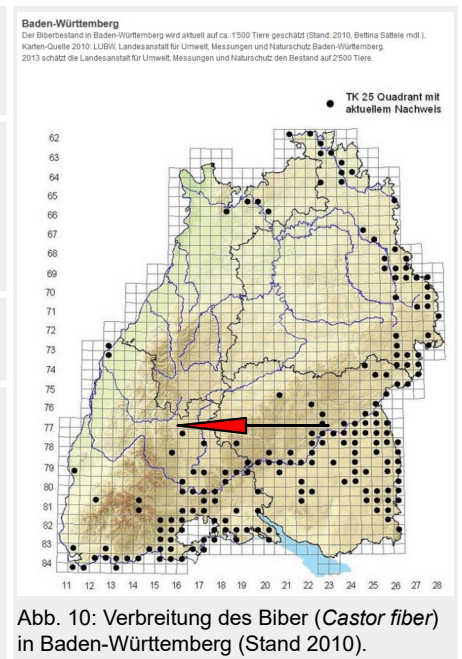 Baden-Württemberg
Der Biberbestand in Baden-Württemberg wird aktuell auf ca. 1'500 Tiere geschätzt (Stand: 2010, Bettina Sättele mdl.).
Karten-Quelle 2010: LUBW, Landesanstalt für Umwelt, Messungen und Naturschutz Baden-Württemberg.
2013 schätzt die Landesanstalt für Umwelt, Messungen und Naturschutz den Bestand auf 2'500 Tiere.
TK 25 Quadrant mit
aktuellem Nachweis
62
63
64
65
66
67
68
69
70
71
72
73
74
75
76
77
78
79
80
81
82
83
84
11 12 13 14 15 16 17 18 19 20 21 22 23 24 25 26 27 28
Abb. 10: Verbreitung des Biber (Castor fiber)
in Baden-Württemberg (Stand 2010).